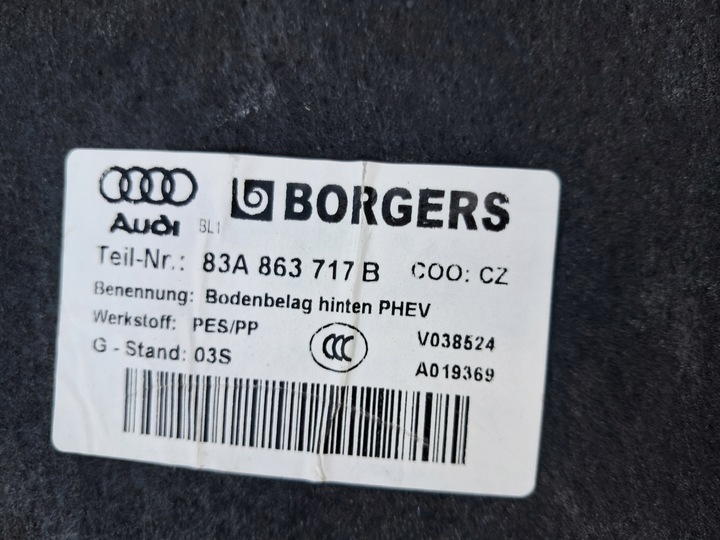 BORGERS
Audi BL1
Teil-Nr.: 83A 863 717 B COO: CZ
Benennung: Bodenbelag hinten PHEV
Werkstoff: PES/PP CCC V038524
G - Stand: 03S A019369